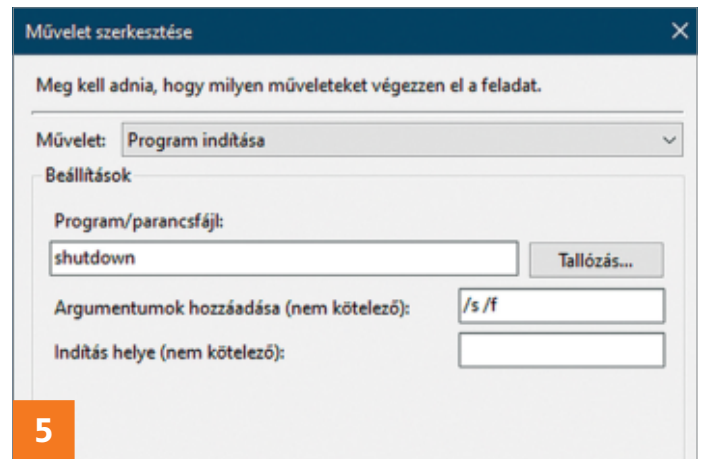 Művelet szerkesztése
Meg kell adnia, hogy milyen műveleteket végezzen el a feladat.
Művelet: Program indítása
Beállítások
Program/parancsfájl:
shutdown Tallózás...
Argumentumok hozzáadása (nem kötelező): /s /f
Indítás helye (nem kötelező):
5